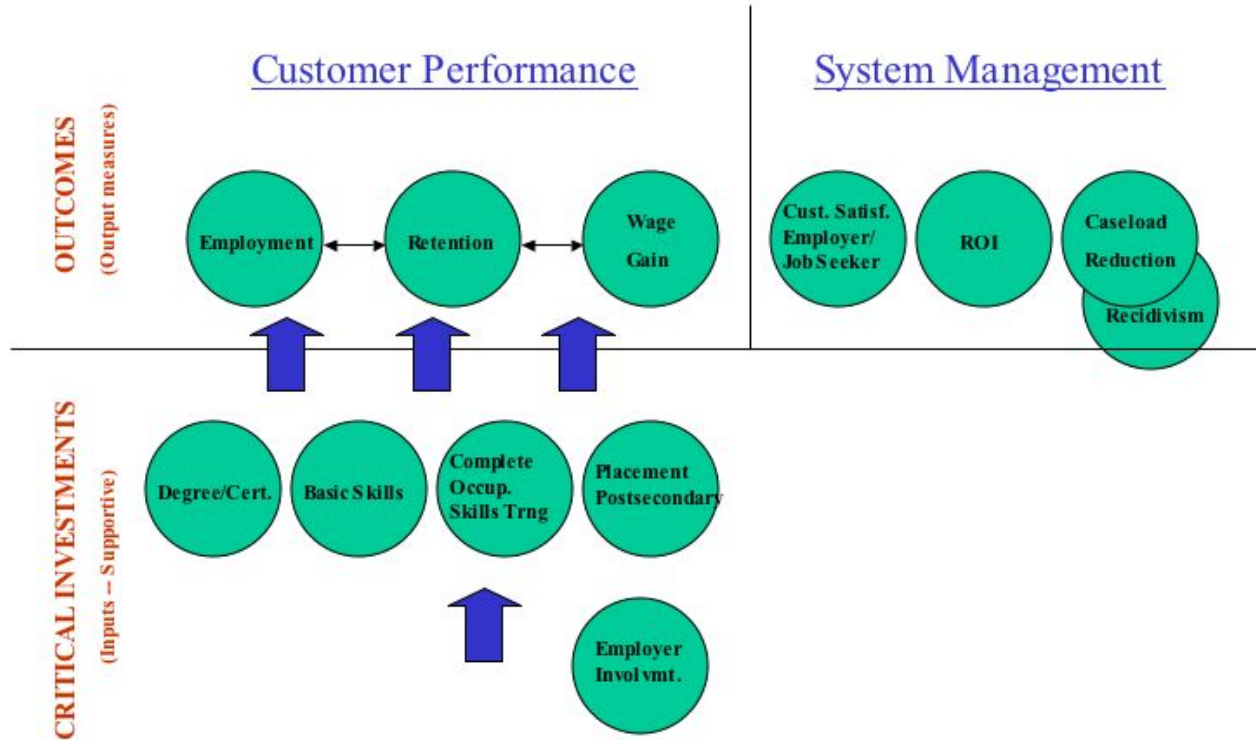 Customer Performance
System Management
OUTCOMES
(Output measures)
Employment
Retention
Wage
Gain
Cust. Satisf.
Employer/
Job Seeker
ROI
Caseload
Reduction
Recidivism
CRITICAL INVESTMENTS
(Inputs -- Supportive)
Degree/Cert.
Basic Skills
Complete
Occup.
Skills Trng
Placement
Postsecondary
Employer
Involvmt.